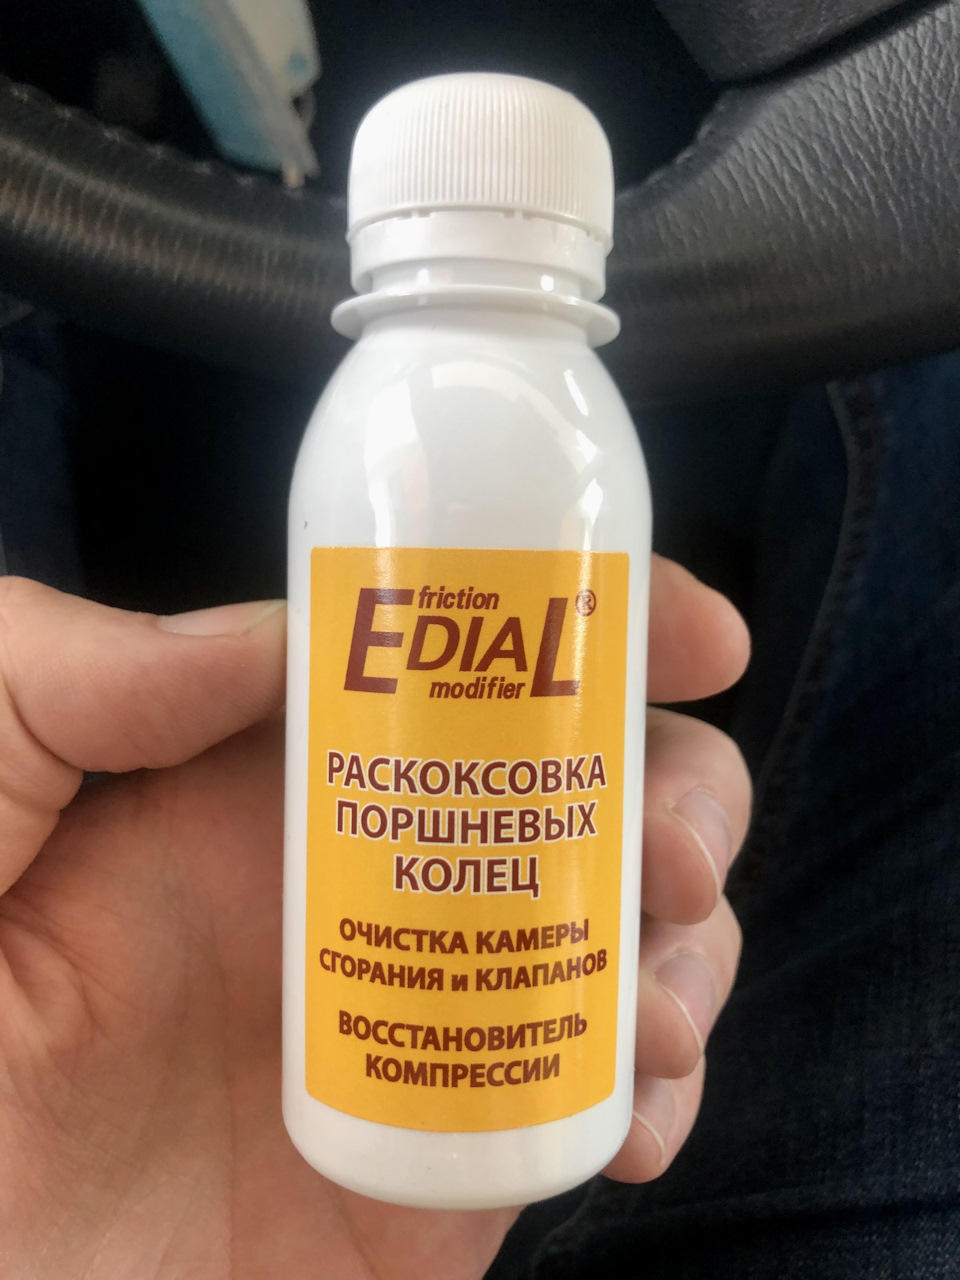 friction
EDIAL®
modifier
РАСКОКСОВКА
ПОРШНЕВЫХ
КОЛЕЦ
ОЧИСТКА КАМЕРЫ
СГОРАНИЯ и КЛАПАНОВ
ВОССТАНОВИТЕЛЬ
КОМПРЕССИИ